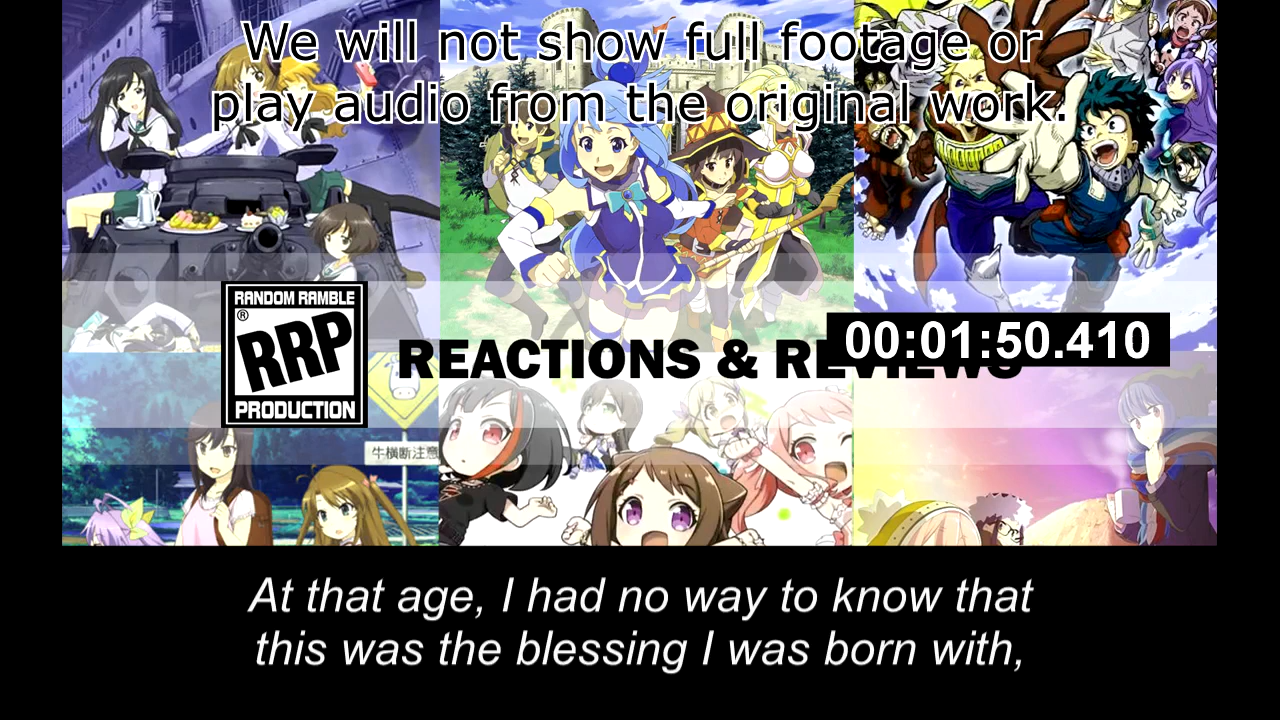 We will not show full footage or
play audio from the original work.
RANDOM RAMBLE
®
RRP
PRODUCTION
REACTIONS & REVIEWS
00:01:50.410
牛横断注意
At that age, I had no way to know that
this was the blessing I was born with,